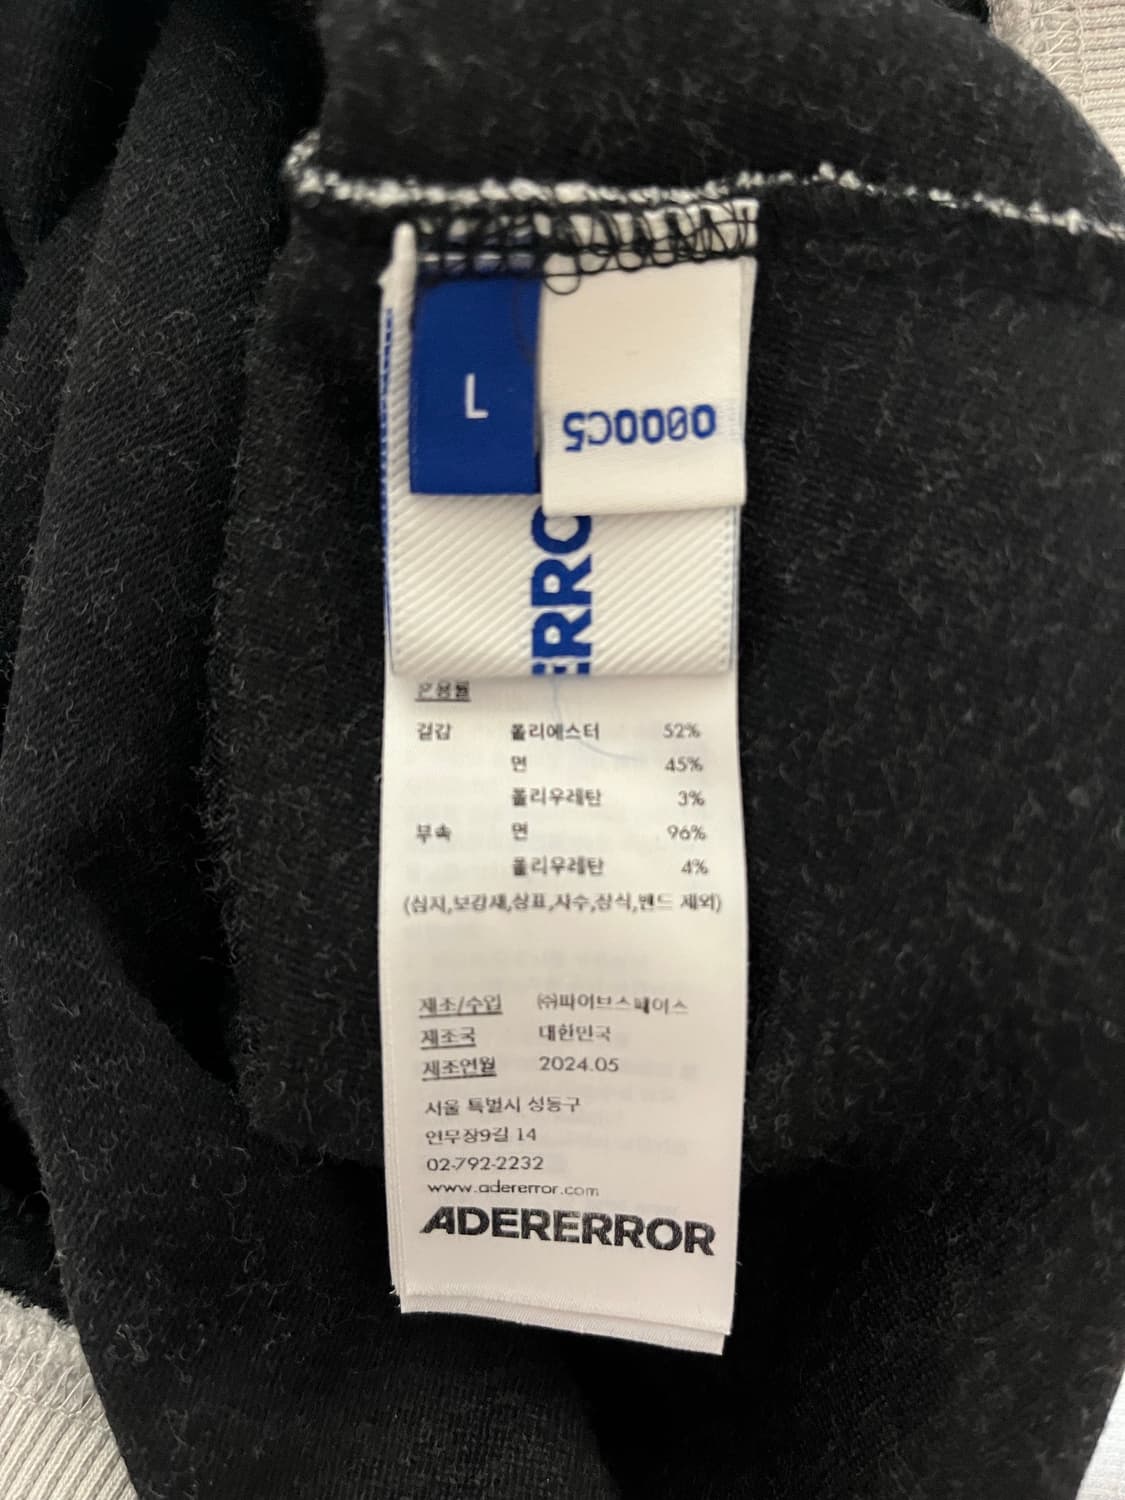 L
0000C5
ERRO
혼용률
겉감 폴리에스터 52%
면 45%
폴리우레탄 3%
부속 면 96%
폴리우레탄 4%
(심지,보강재,상표,자수,장식,밴드 제외)
제조/수입 ㈜파이브스페이스
제조국 대한민국
제조연월 2024.05
서울 특별시 성동구
연무장9길 14
02-792-2232
www.adererror.com
ADERERROR